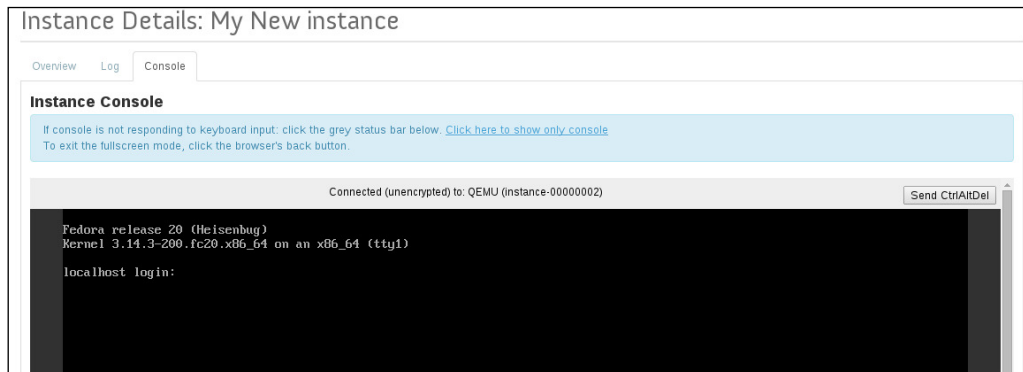 Instance Details: My New instance
Overview Log Console
Instance Console
If console is not responding to keyboard input: click the grey status bar below. Click here to show only console
To exit the fullscreen mode, click the browser's back button.
Connected (unencrypted) to: QEMU (instance-00000002)
Send CtrlAltDel
Fedora release 20 (Heisenbug)
Kernel 3.14.3-200.fc20.x86_64 on an x86_64 (tty1)
localhost login: